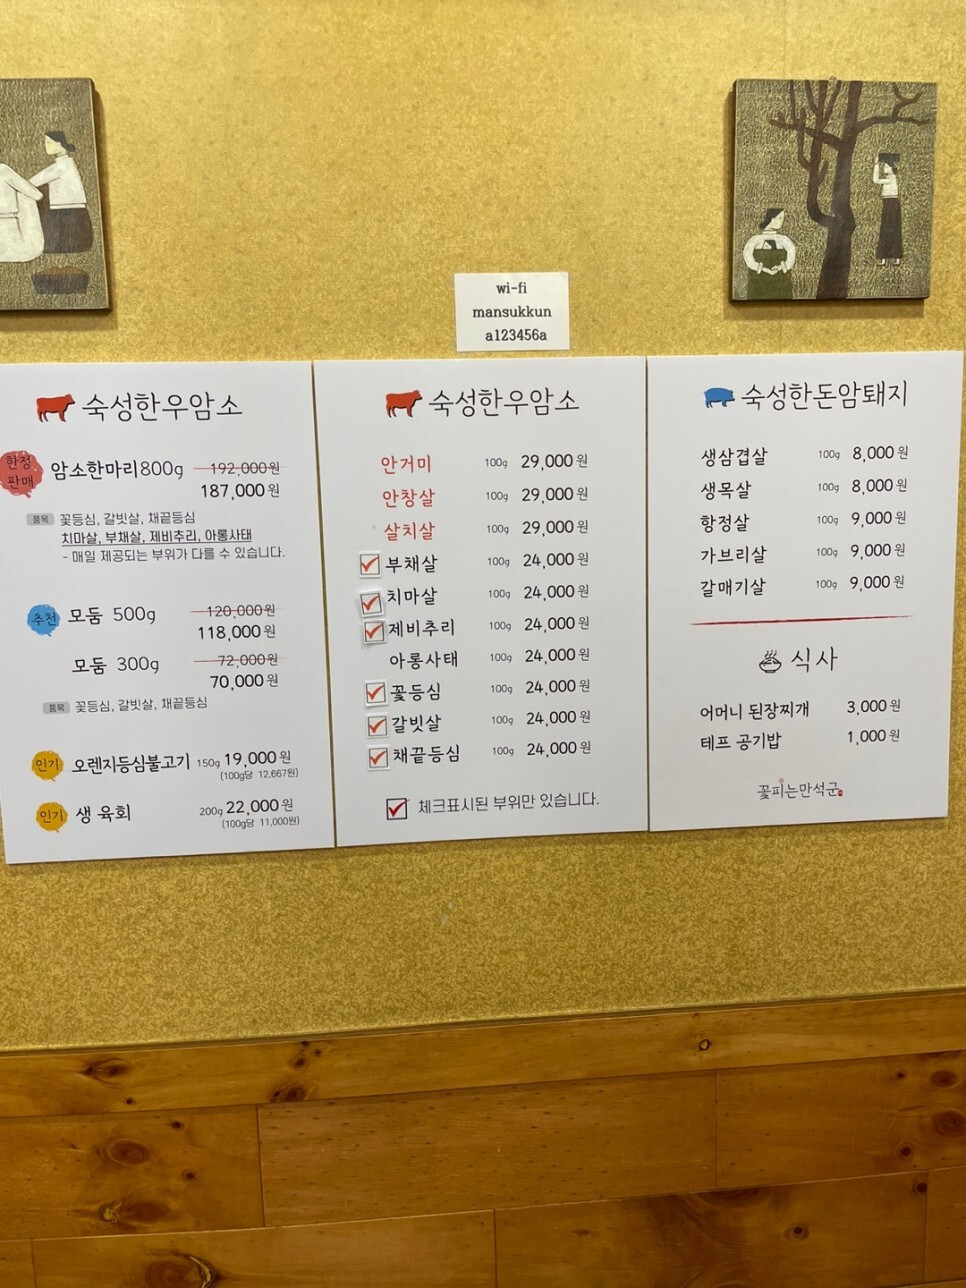 wi-fi
mansukkun
a123456a
숙성한우암소
한정
판매
암소한마리800g 192,000원
187,000원
품목 꽃등심, 갈빗살, 채끝등심
치마살, 부채살, 제비추리, 아롱사태
- 매일 제공되는 부위가 다를 수 있습니다.
추천 모둠 500g 120,000원
118,000원
모둠 300g 72,000원
70,000원
품목 꽃등심, 갈빗살, 채끝등심
인기 오렌지등심불고기 150g 19,000원
(100g당 12,667원)
인기 생 육회 200g 22,000원
(100g당 11,000원)
숙성한우암소
안거미 100g 29,000원
안창살 100g 29,000원
살치살 100g 29,000원
부채살 100g 24,000원
치마살 100g 24,000원
제비추리 100g 24,000원
아롱사태 100g 24,000원
꽃등심 100g 24,000원
갈빗살 100g 24,000원
채끝등심 100g 24,000원
체크표시된 부위만 있습니다.
숙성한돈암퇘지
생삼겹살 100g 8,000원
생목살 100g 8,000원
항정살 100g 9,000원
가브리살 100g 9,000원
갈매기살 100g 9,000원
식사
어머니 된장찌개 3,000원
테프 공기밥 1,000원
꽃피는만석꾼